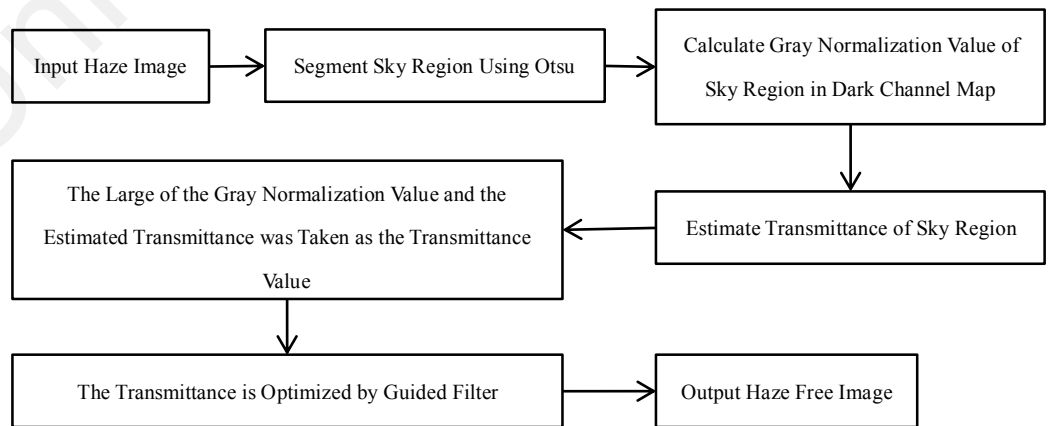 Input Haze Image
Segment Sky Region Using Otsu
Calculate Gray Normalization Value of
Sky Region in Dark Channel Map
The Large of the Gray Normalization Value and the
Estimated Transmittance was Taken as the Transmittance
Value
Estimate Transmittance of Sky Region
The Transmittance is Optimized by Guided Filter
Output Haze Free Image